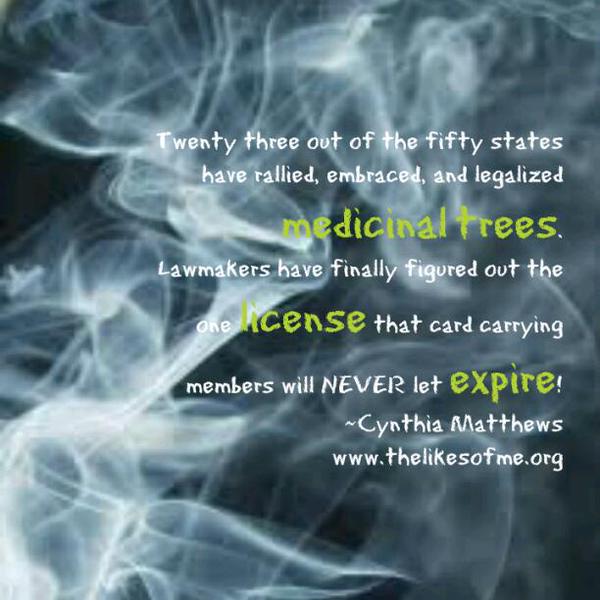 Twenty three out of the fifty states
have rallied, embraced, and legalized
medicinal trees.
Lawmakers have finally figured out the
one license that card carrying
members will NEVER let expire!
~Cynthia Matthews
www.thelikesofme.org